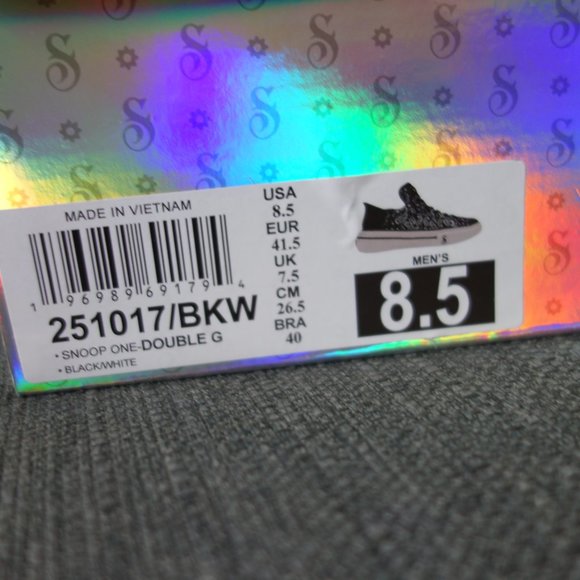 MADE IN VIETNAM
1 96989 69179 4
251017/BKW
• SNOOP ONE-DOUBLE G
• BLACK/WHITE
USA
8.5
EUR
41.5
UK
7.5
CM
26.5
BRA
40
MEN'S
8.5